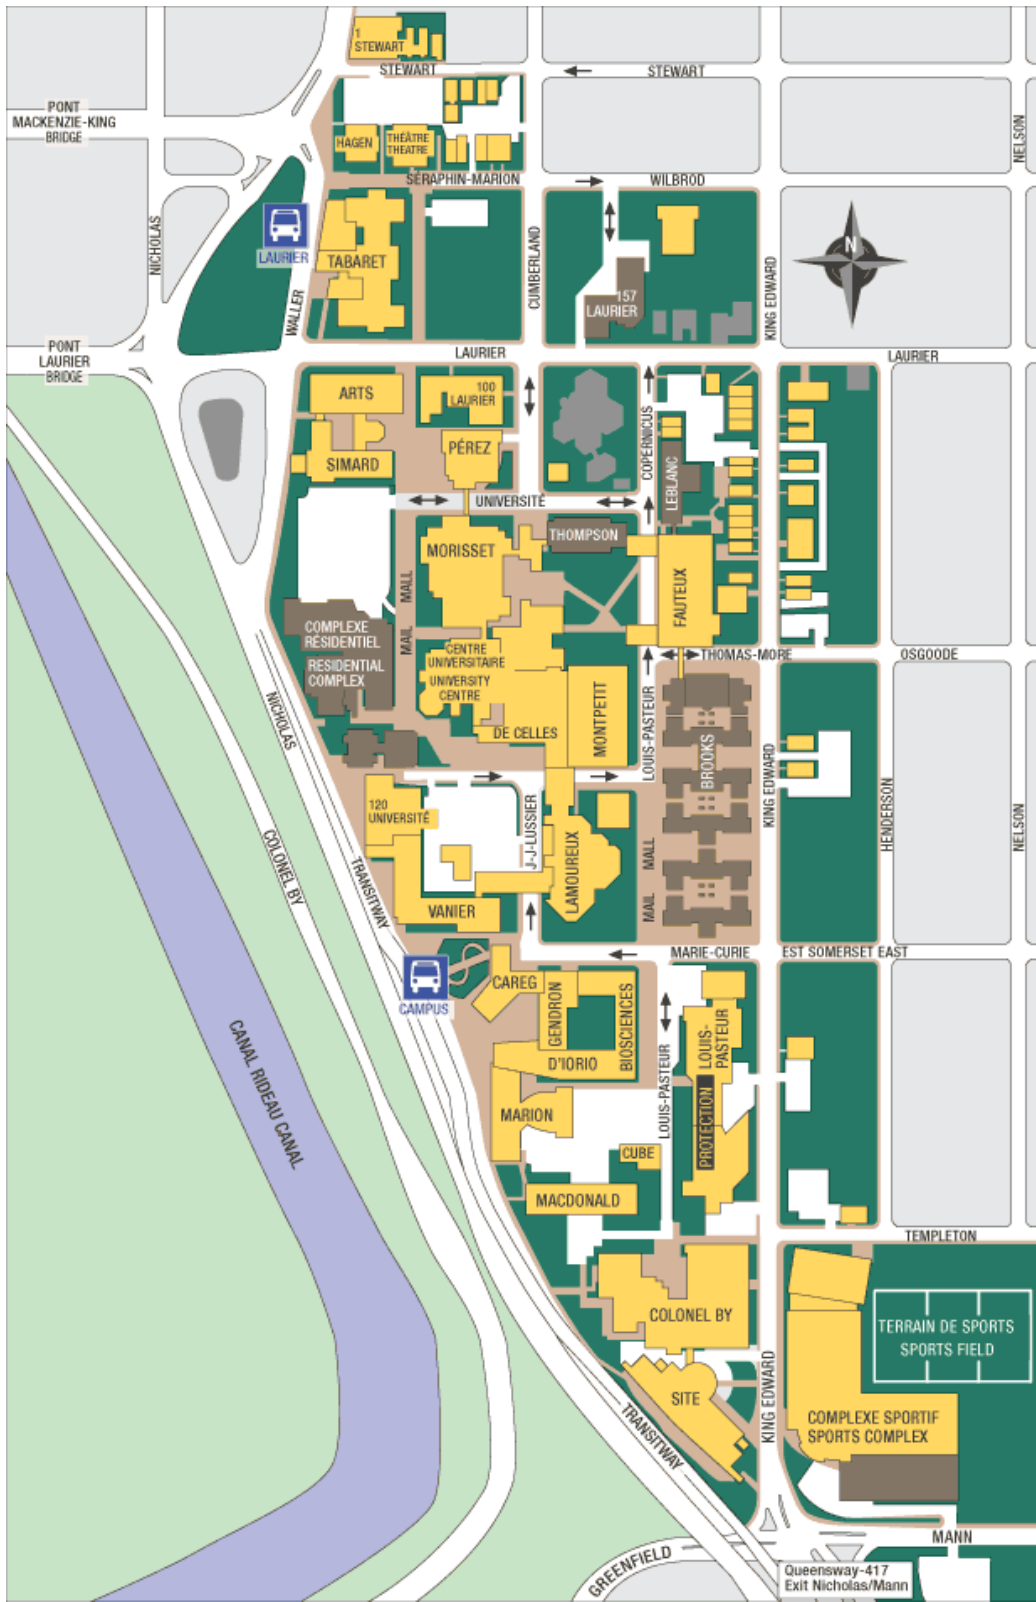 1
STEWART
STEWART
STEWART
PONT
MACKENZIE-KING
BRIDGE
HAGEN
THÉÂTRE
THEATRE
NELSON
SÉRAPHIN-MARION
WILBROD
NICHOLAS
LAURIER
TABARET
CUMBERLAND
157
LAURIER
KING EDWARD
N
WALLER
PONT
LAURIER
BRIDGE
LAURIER
LAURIER
ARTS
100
LAURIER
COPERNICUS
SIMARD
PÉREZ
LEBLANC
UNIVERSITÉ
MORISSET
THOMPSON
MALL
MAIL
FAUTEUX
COMPLEXE
RÉSIDENTIEL
RESIDENTIAL
COMPLEX
CENTRE
UNIVERSITAIRE
UNIVERSITY
CENTRE
THOMAS-MORE
OSGOODE
NICHOLAS
DE CELLES
MONTPETIT
LOUIS-PASTEUR
BROOKS
KING EDWARD
HENDERSON
NELSON
120
UNIVERSITÉ
J-J-LUSSIER
LAMOUREUX
MALL
MAIL
COLONEL BY
TRANSITWAY
VANIER
MARIE-CURIE
EST SOMERSET EAST
CAMPUS
CAREG
GENDRON
BIOSCIENCES
LOUIS-PASTEUR
LOUIS-
PASTEUR
D'IORIO
CANAL RIDEAU CANAL
MARION
PROTECTION
CUBE
MACDONALD
TEMPLETON
COLONEL BY
TERRAIN DE SPORTS
SPORTS FIELD
SITE
KING EDWARD
COMPLEXE SPORTIF
SPORTS COMPLEX
TRANSITWAY
MANN
GREENFIELD
Queensway-417
Exit Nicholas/Mann